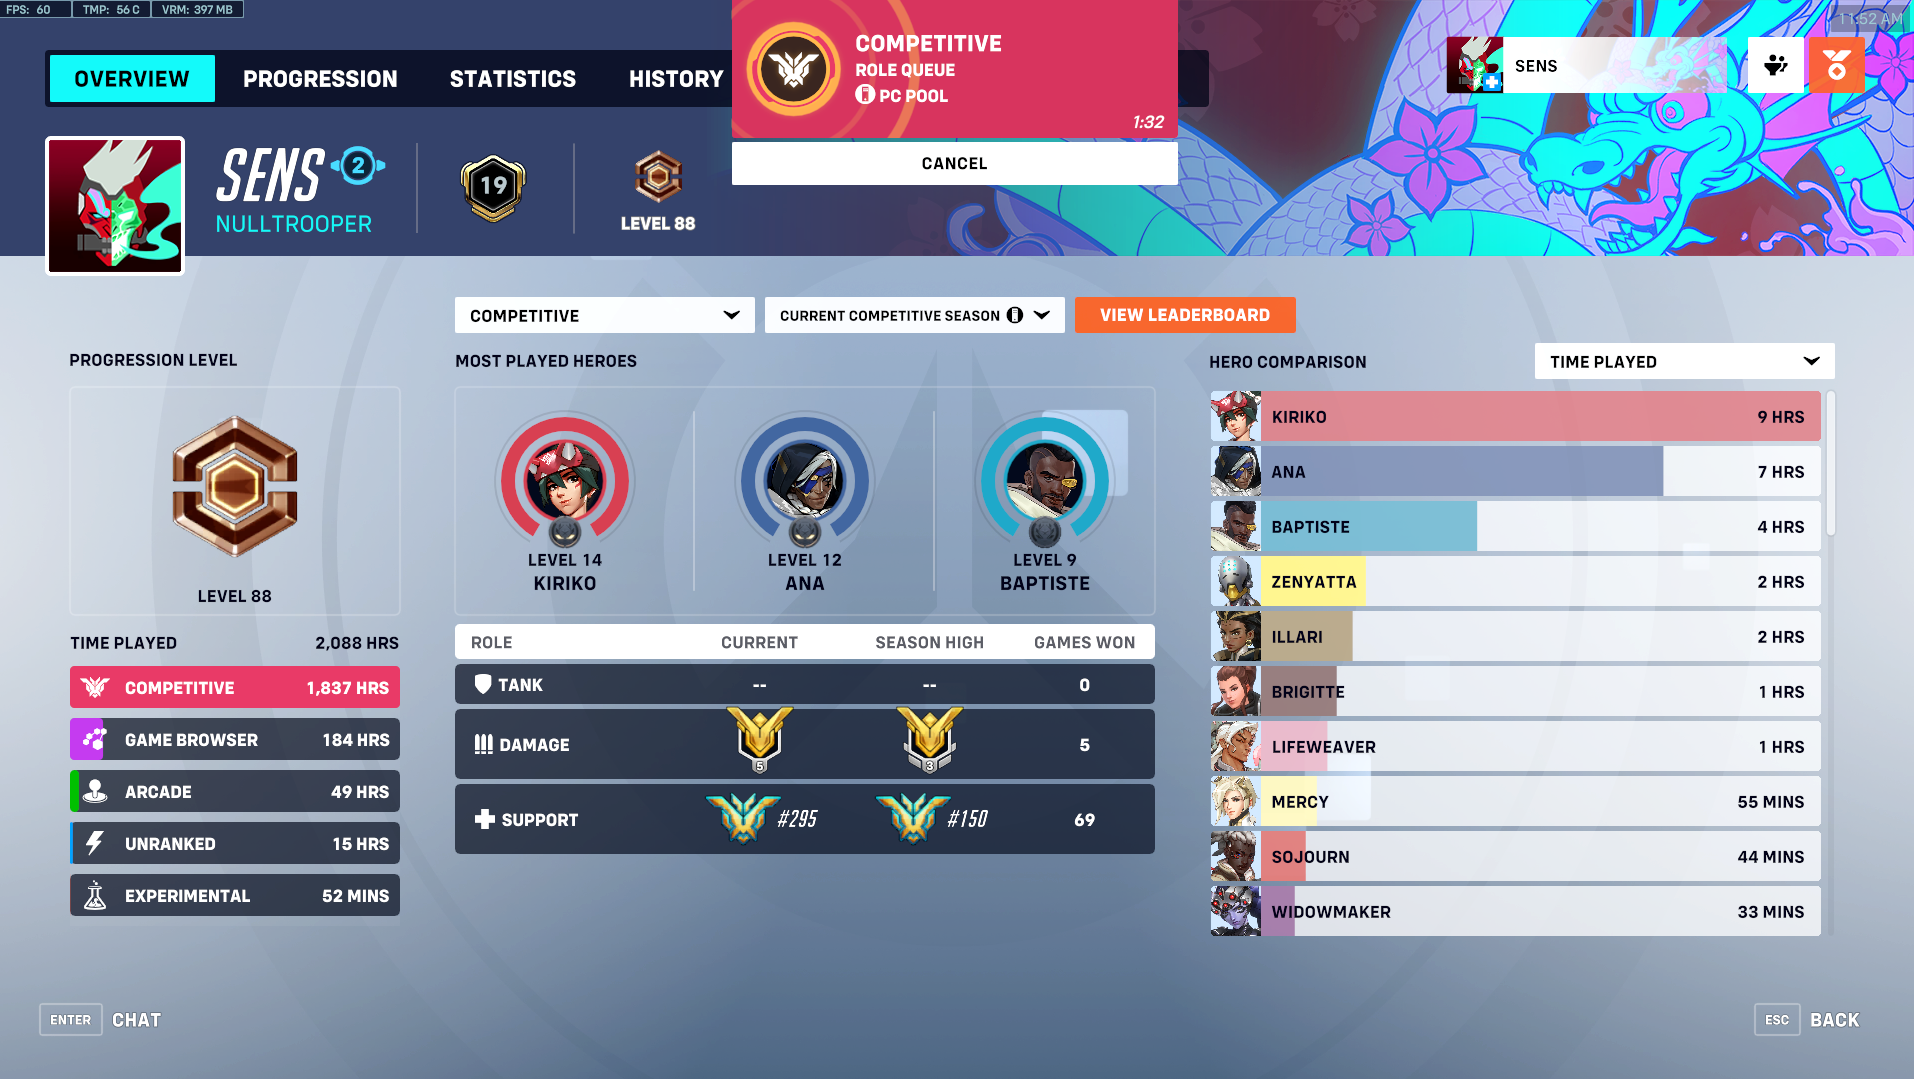 FPS: 60 TMP: 56 C VRM: 397 MB
11:52 AM
OVERVIEW PROGRESSION STATISTICS HISTORY
COMPETITIVE
ROLE QUEUE
PC POOL
1:32
CANCEL
SENS
SENS 2
NULLTROOPER
19
LEVEL 88
COMPETITIVE
CURRENT COMPETITIVE SEASON
VIEW LEADERBOARD
PROGRESSION LEVEL
LEVEL 88
TIME PLAYED 2,088 HRS
COMPETITIVE 1,837 HRS
GAME BROWSER 184 HRS
ARCADE 49 HRS
UNRANKED 15 HRS
EXPERIMENTAL 52 MINS
MOST PLAYED HEROES
LEVEL 14
KIRIKO
LEVEL 12
ANA
LEVEL 9
BAPTISTE
ROLE CURRENT SEASON HIGH GAMES WON
TANK -- -- 0
DAMAGE 5 3 5
SUPPORT #295 #150 69
HERO COMPARISON
TIME PLAYED
KIRIKO 9 HRS
ANA 7 HRS
BAPTISTE 4 HRS
ZENYATTA 2 HRS
ILLARI 2 HRS
BRIGITTE 1 HRS
LIFEWEAVER 1 HRS
MERCY 55 MINS
SOJOURN 44 MINS
WIDOWMAKER 33 MINS
ENTER CHAT
ESC BACK